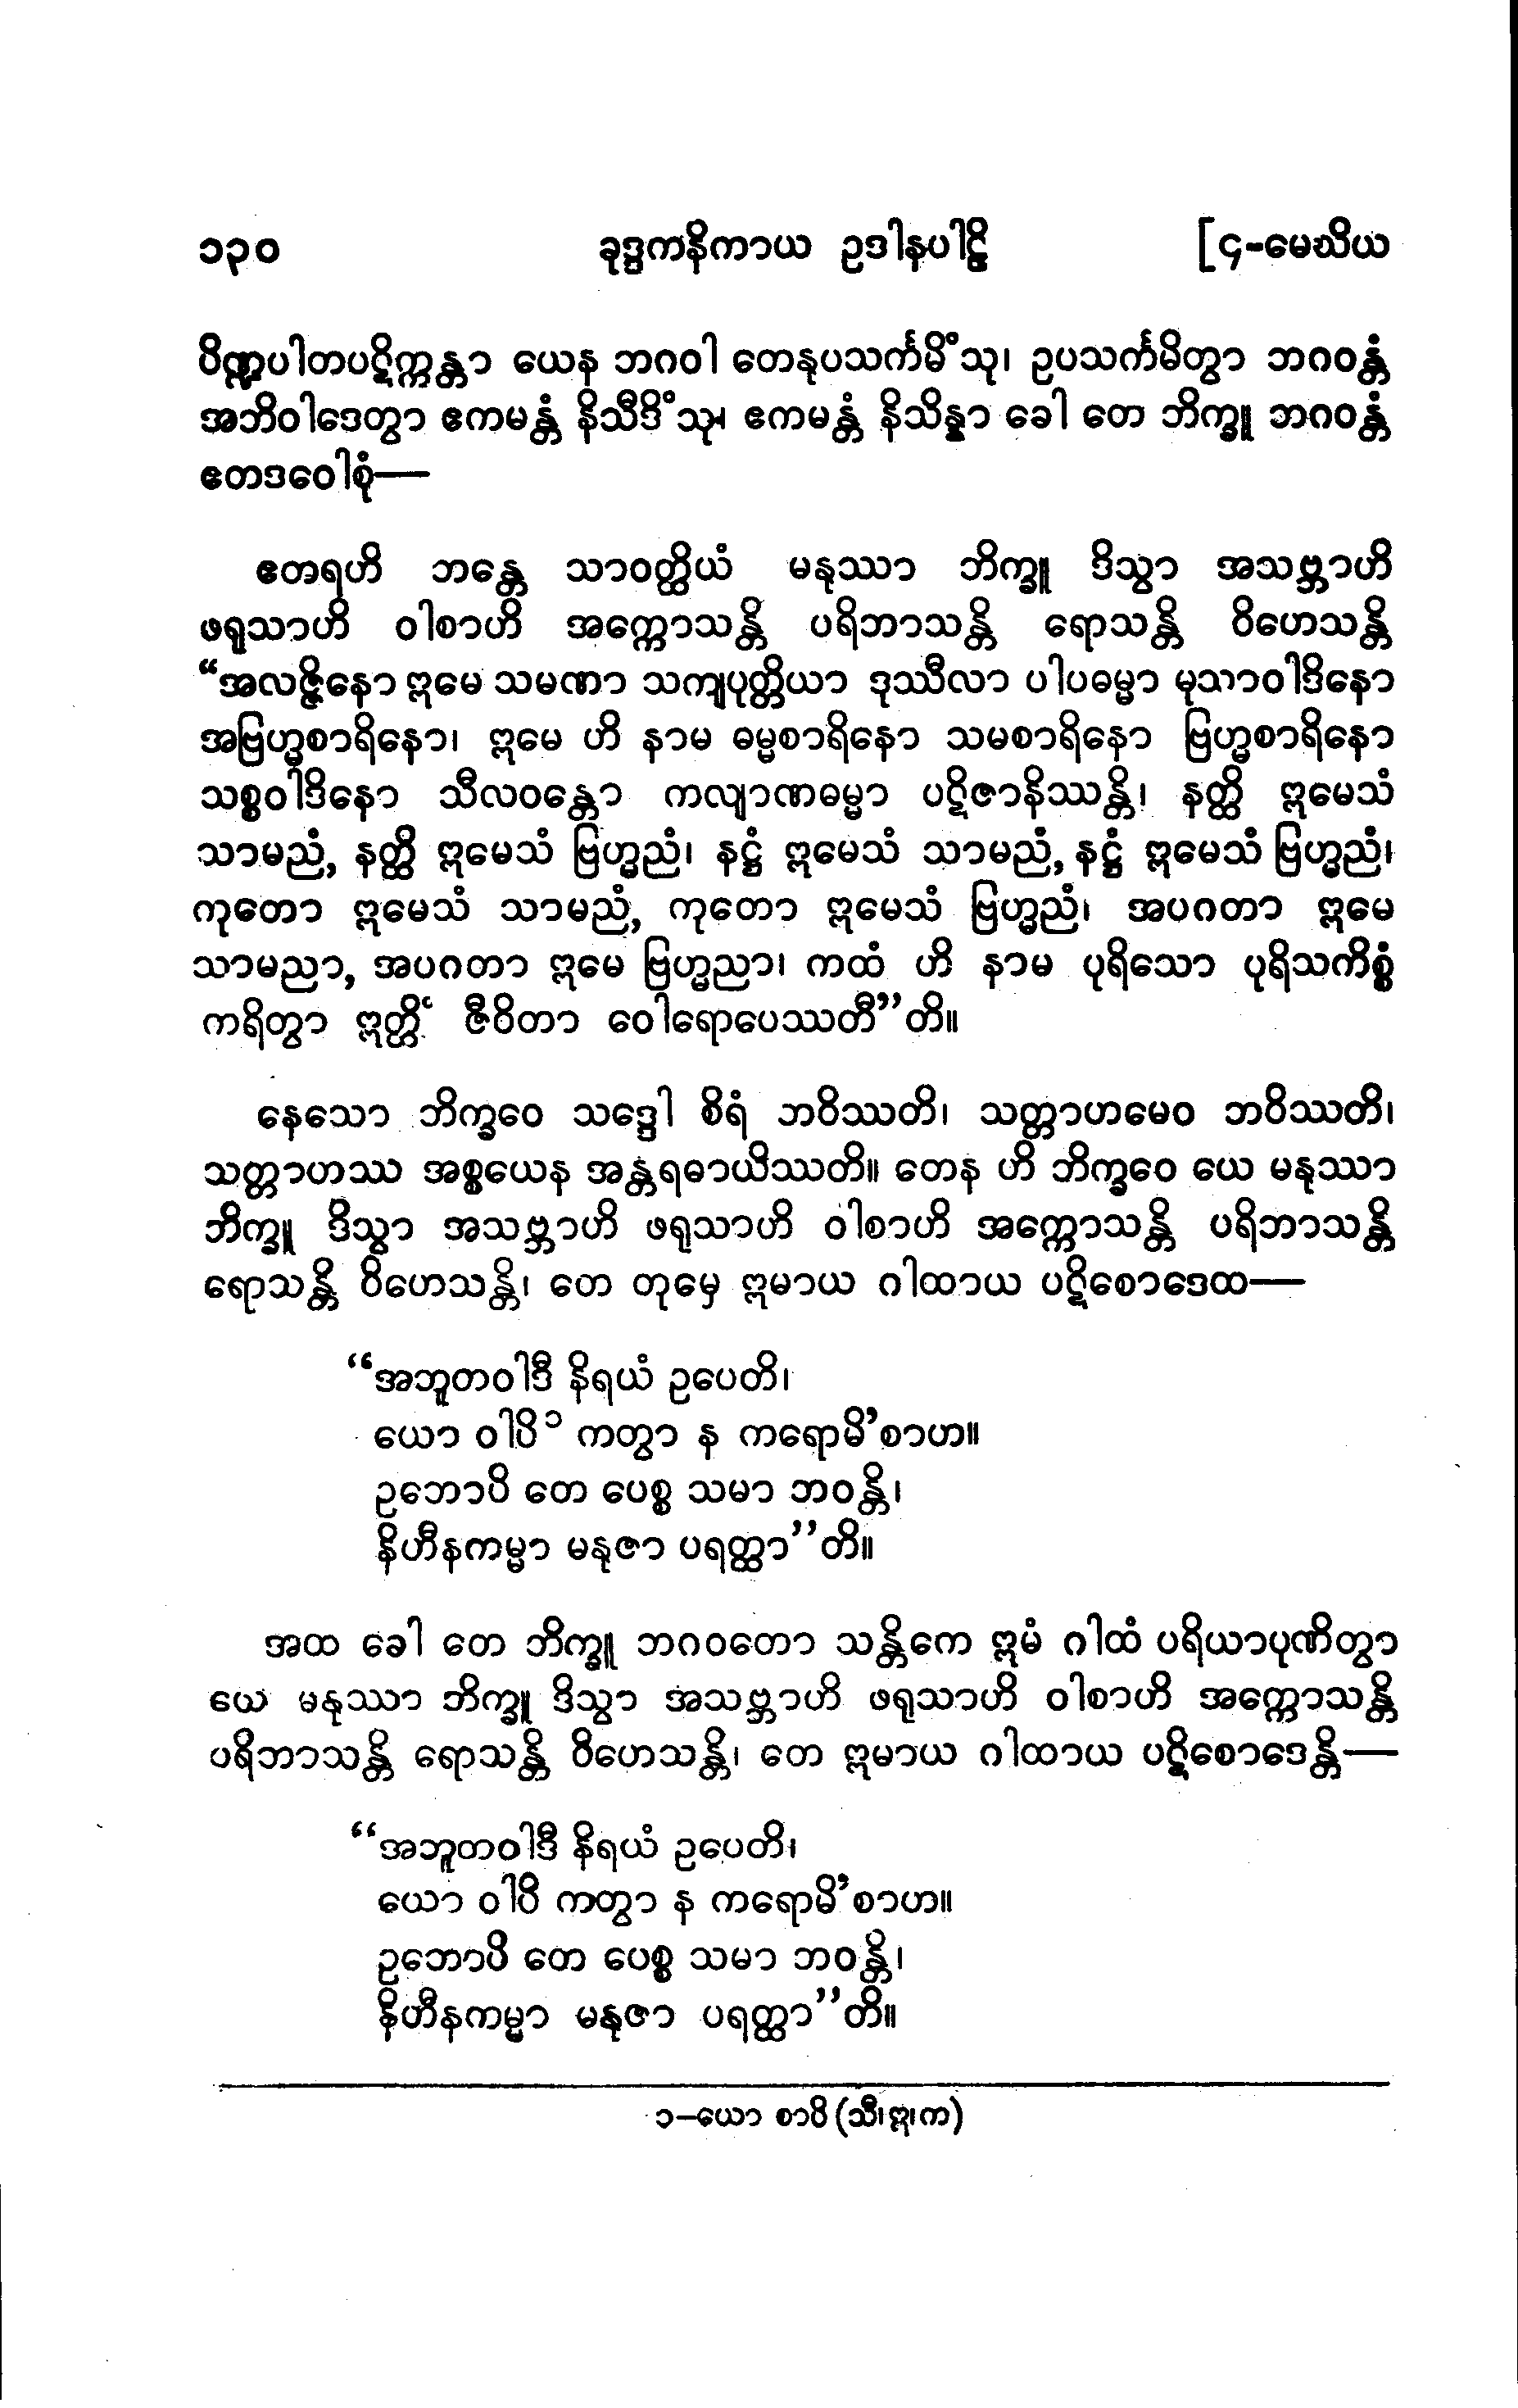 ၁၃၀ ခုဒ္ဒကနိကာယ ဥဒါနပါဠိ [၄-မေဃိယ
ပိဏ္ဍပါတပဋိက္ကန္တာ ယေန ဘဂဝါ တေနုပသင်္ကမိံသု၊ ဥပသင်္ကမိတွာ ဘဂဝန္တံ
အဘိဝါဒေတွာ ဧကမန္တံ နိသီဒိံသု၊ ဧကမန္တံ နိသိန္နာ ခေါ တေ ဘိက္ခူ ဘဂဝန္တံ
ဧတဒဝေါစုံ—
ဧတရဟိ ဘန္တေ သာဝတ္ထိယံ မနုဿာ ဘိက္ခူ ဒိသွာ အသဗ္ဘာဟိ
ဖရုသာဟိ ဝါစာဟိ အက္ကောသန္တိ ပရိဘာသန္တိ ရောသန္တိ ဝိဟေသန္တိ
“အလဇ္ဇိနော ဣမေ သမဏာ သကျပုတ္တိယာ ဒုဿီလာ ပါပဓမ္မာ မုသာဝါဒိနော
အဗြဟ္မစာရိနော၊ ဣမေ ဟိ နာမ ဓမ္မစာရိနော သမစာရိနော ဗြဟ္မစာရိနော
သစ္စဝါဒိနော သီလဝန္တော ကလျာဏဓမ္မာ ပဋိဇာနိဿန္တိ၊ နတ္ထိ ဣမေသံ
သာမညံ, နတ္ထိ ဣမေသံ ဗြဟ္မညံ၊ နဋ္ဌံ ဣမေသံ သာမညံ, နဋ္ဌံ ဣမေသံ ဗြဟ္မညံ၊
ကုတော ဣမေသံ သာမညံ, ကုတော ဣမေသံ ဗြဟ္မညံ၊ အပဂတာ ဣမေ
သာမညာ, အပဂတာ ဣမေ ဗြဟ္မညာ၊ ကထံ ဟိ နာမ ပုရိသော ပုရိသကိစ္စံ
ကရိတွာ ဣတ္ထိံ ဇီဝိတာ ဝေါရောပေဿတီ”တိ။
နေသော ဘိက္ခဝေ သဒ္ဒေါ စိရံ ဘဝိဿတိ၊ သတ္တာဟမေဝ ဘဝိဿတိ၊
သတ္တာဟဿ အစ္စယေန အန္တရဓာယိဿတိ။ တေန ဟိ ဘိက္ခဝေ ယေ မနုဿာ
ဘိက္ခူ ဒိသွာ အသဗ္ဘာဟိ ဖရုသာဟိ ဝါစာဟိ အက္ကောသန္တိ ပရိဘာသန္တိ
ရောသန္တိ ဝိဟေသန္တိ၊ တေ တုမှေ ဣမာယ ဂါထာယ ပဋိစောဒေထ—
“အဘူတဝါဒီ နိရယံ ဥပေတိ၊
ယော ဝါပိ ၁ ကတွာ န ကရောမိ’စာဟ။
ဥဘောပိ တေ ပေစ္စ သမာ ဘဝန္တိ၊
နိဟီနကမ္မာ မနုဇာ ပရတ္ထာ”တိ။
အထ ခေါ တေ ဘိက္ခူ ဘဂဝတော သန္တိကေ ဣမံ ဂါထံ ပရိယာပုဏိတွာ
ယေ မနုဿာ ဘိက္ခူ ဒိသွာ အသဗ္ဘာဟိ ဖရုသာဟိ ဝါစာဟိ အက္ကောသန္တိ
ပရိဘာသန္တိ ရောသန္တိ ဝိဟေသန္တိ၊ တေ ဣမာယ ဂါထာယ ပဋိစောဒေန္တိ—
“အဘူတဝါဒီ နိရယံ ဥပေတိ၊
ယော ဝါပိ ကတွာ န ကရောမိ’စာဟ။
ဥဘောပိ တေ ပေစ္စ သမာ ဘဝန္တိ၊
နိဟီနကမ္မာ မနုဇာ ပရတ္ထာ”တိ။
၁–ယော စာပိ (သီ၊ ဣ၊ က)